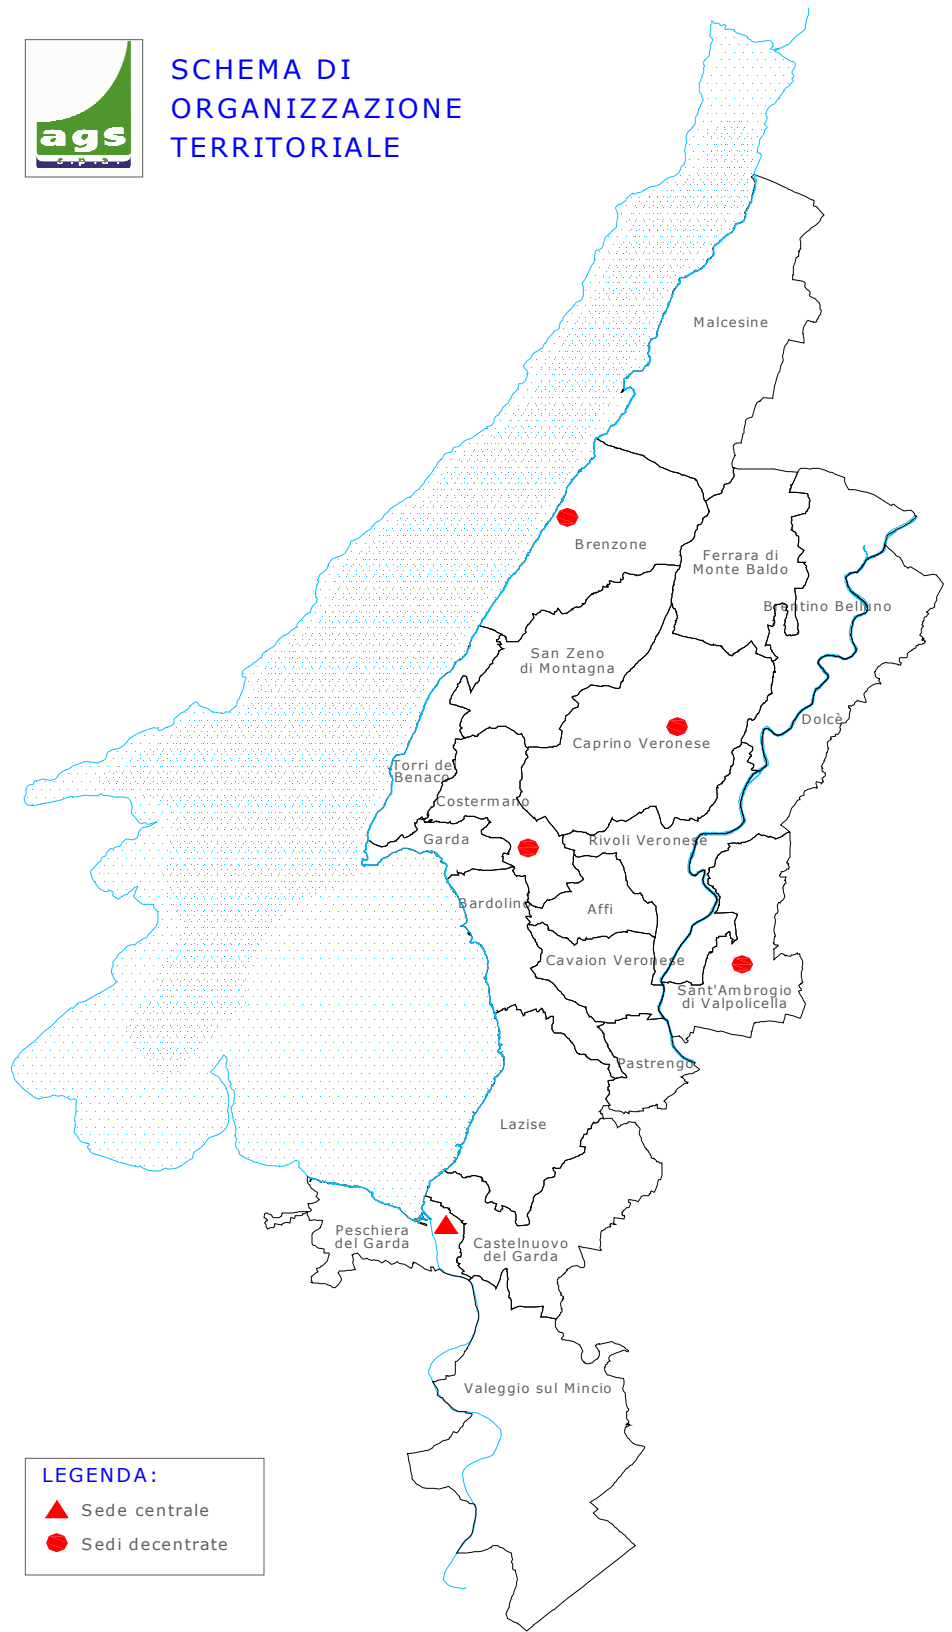 ags
SCHEMA DI
ORGANIZZAZIONE
TERRITORIALE
Malcesine
Brenzone
Ferrara di
Monte Baldo
Brentino Belluno
San Zeno
di Montagna
Dolcè
Caprino Veronese
Torri de
Benaco
Costermano
Garda
Rivoli Veronese
Bardolino
Affi
Cavaion Veronese
Sant'Ambrogio
di Valpolicella
Pastrengo
Lazise
Peschiera
del Garda
Castelnuovo
del Garda
Valeggio sul Mincio
LEGENDA:
Sede centrale
Sedi decentrate